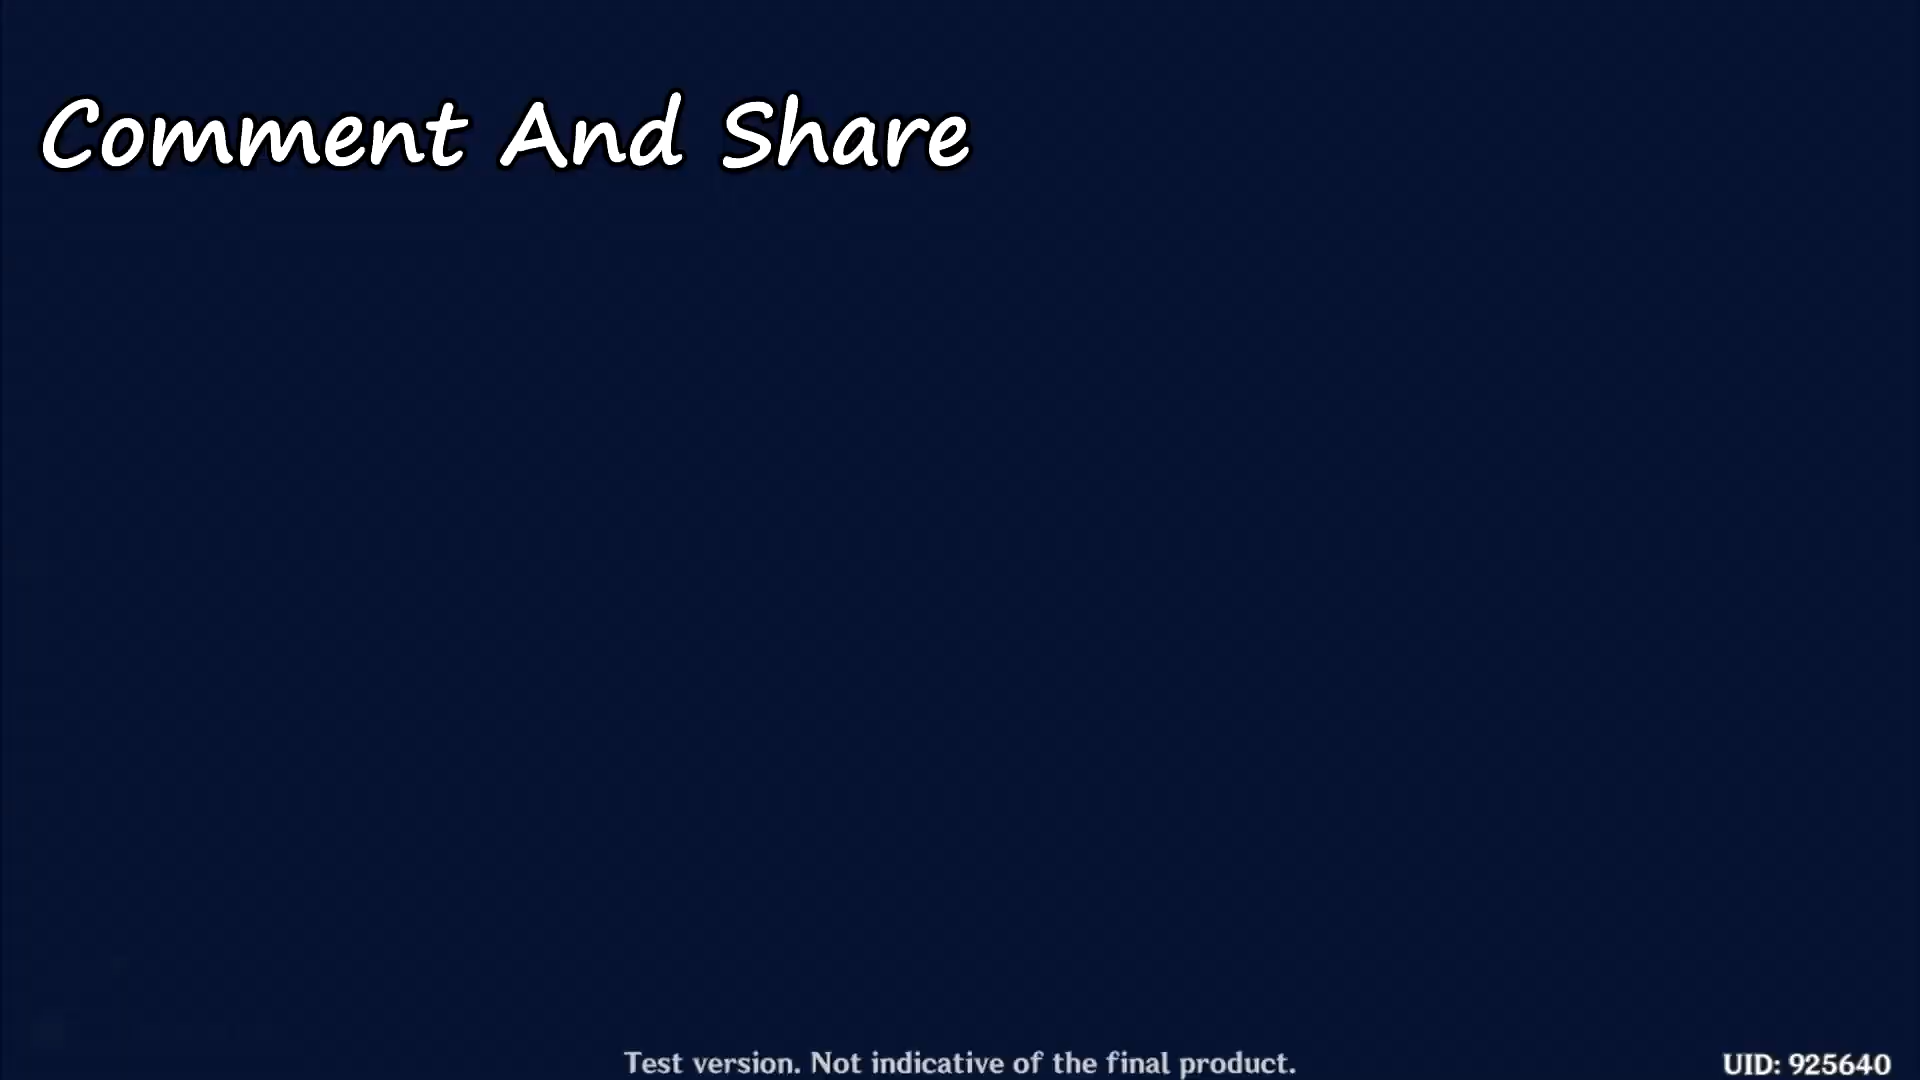 Comment And Share
Test version. Not indicative of the final product.
UID: 925640